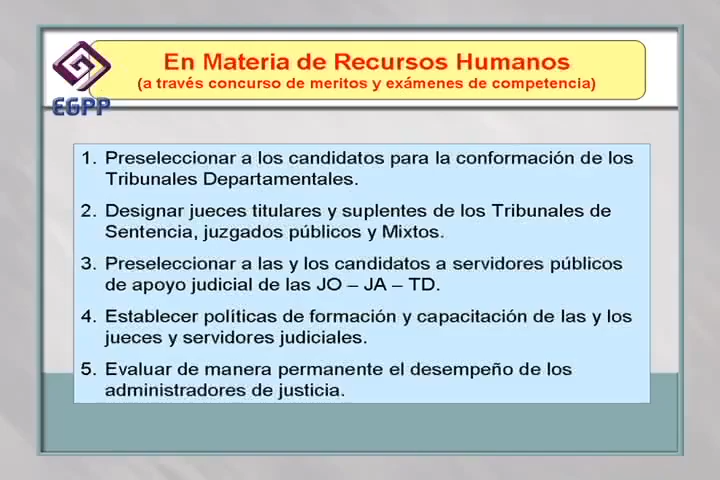 En Materia de Recursos Humanos
(a través concurso de meritos y exámenes de competencia)
EGPP
1. Preseleccionar a los candidatos para la conformación de los
Tribunales Departamentales.
2. Designar jueces titulares y suplentes de los Tribunales de
Sentencia, juzgados públicos y Mixtos.
3. Preseleccionar a las y los candidatos a servidores públicos
de apoyo judicial de las JO – JA – TD.
4. Establecer políticas de formación y capacitación de las y los
jueces y servidores judiciales.
5. Evaluar de manera permanente el desempeño de los
administradores de justicia.